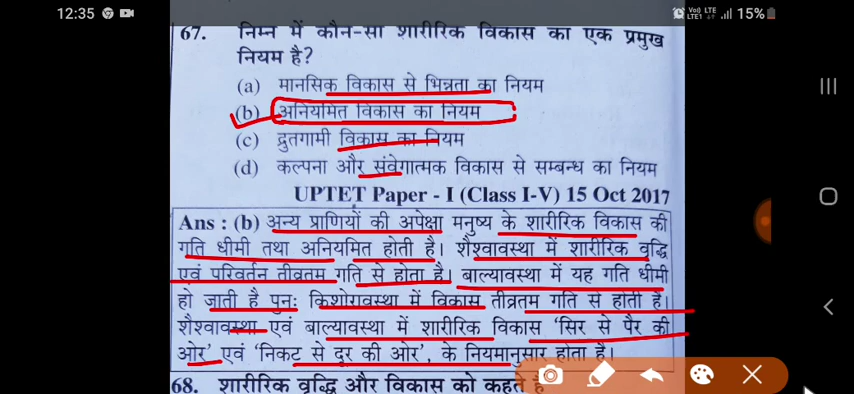 12:35
Vo) LTE
LTE1
15%
67. निम्न में कौन-सा शारीरिक विकास का एक प्रमुख
नियम है?
(a) मानसिक विकास से भिन्नता का नियम
(b) अनियमित विकास का नियम
(c) द्रुतगामी विकास का नियम
(d) कल्पना और संवेगात्मक विकास से सम्बन्ध का नियम
UPTET Paper - I (Class I-V) 15 Oct 2017
Ans : (b) अन्य प्राणियों की अपेक्षा मनुष्य के शारीरिक विकास की
गति धीमी तथा अनियमित होती है। शैश्वावस्था में शारीरिक वृद्धि
एवं परिवर्तन तीव्रतम गति से होता है। बाल्यावस्था में यह गति धीमी
हो जाती है पुनः किशोरावस्था में विकास तीव्रतम गति से होती है।
शैश्वावस्था एवं बाल्यावस्था में शारीरिक विकास 'सिर से पैर की
ओर' एवं 'निकट से दूर की ओर', के नियमानुसार होता है।
68. शारीरिक वृद्धि और विकास को कहते है